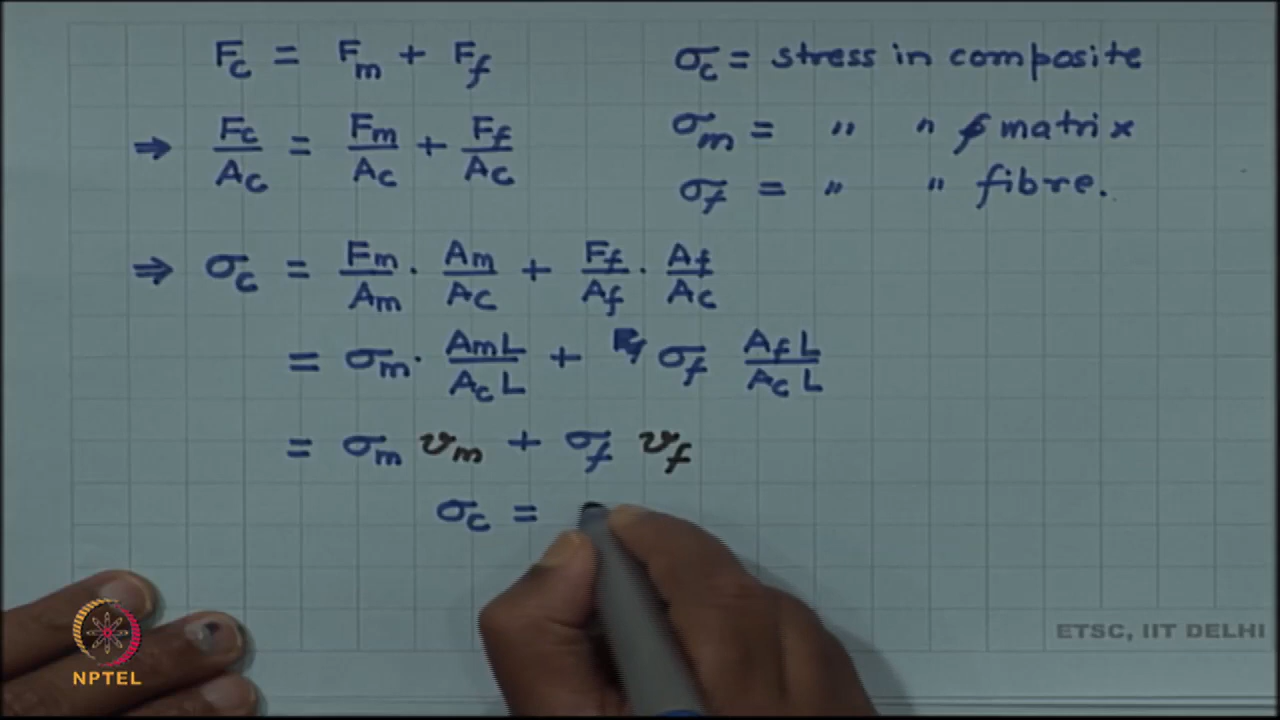 F_c = F_m + F_f
σ_c = stress in composite
⇒ F_c/A_c = F_m/A_c + F_f/A_c
σ_m = " " matrix
σ_f = " " fibre.
⇒ σ_c = F_m/A_m · A_m/A_c + F_f/A_f · A_f/A_c
= σ_m · A_m L/A_c L + σ_f A_f L/A_c L
= σ_m v_m + σ_f v_f
σ_c =
ETSC, IIT DELHI
NPTEL